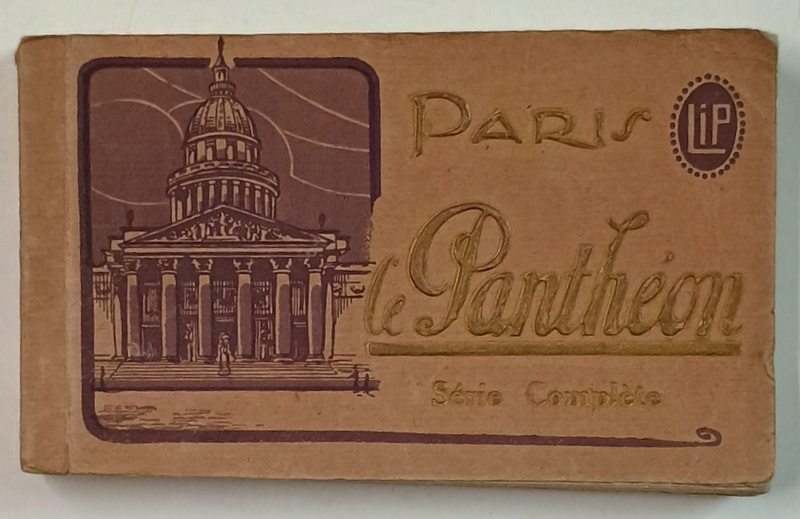 PARIS
LIP
le Panthéon
Série Complète